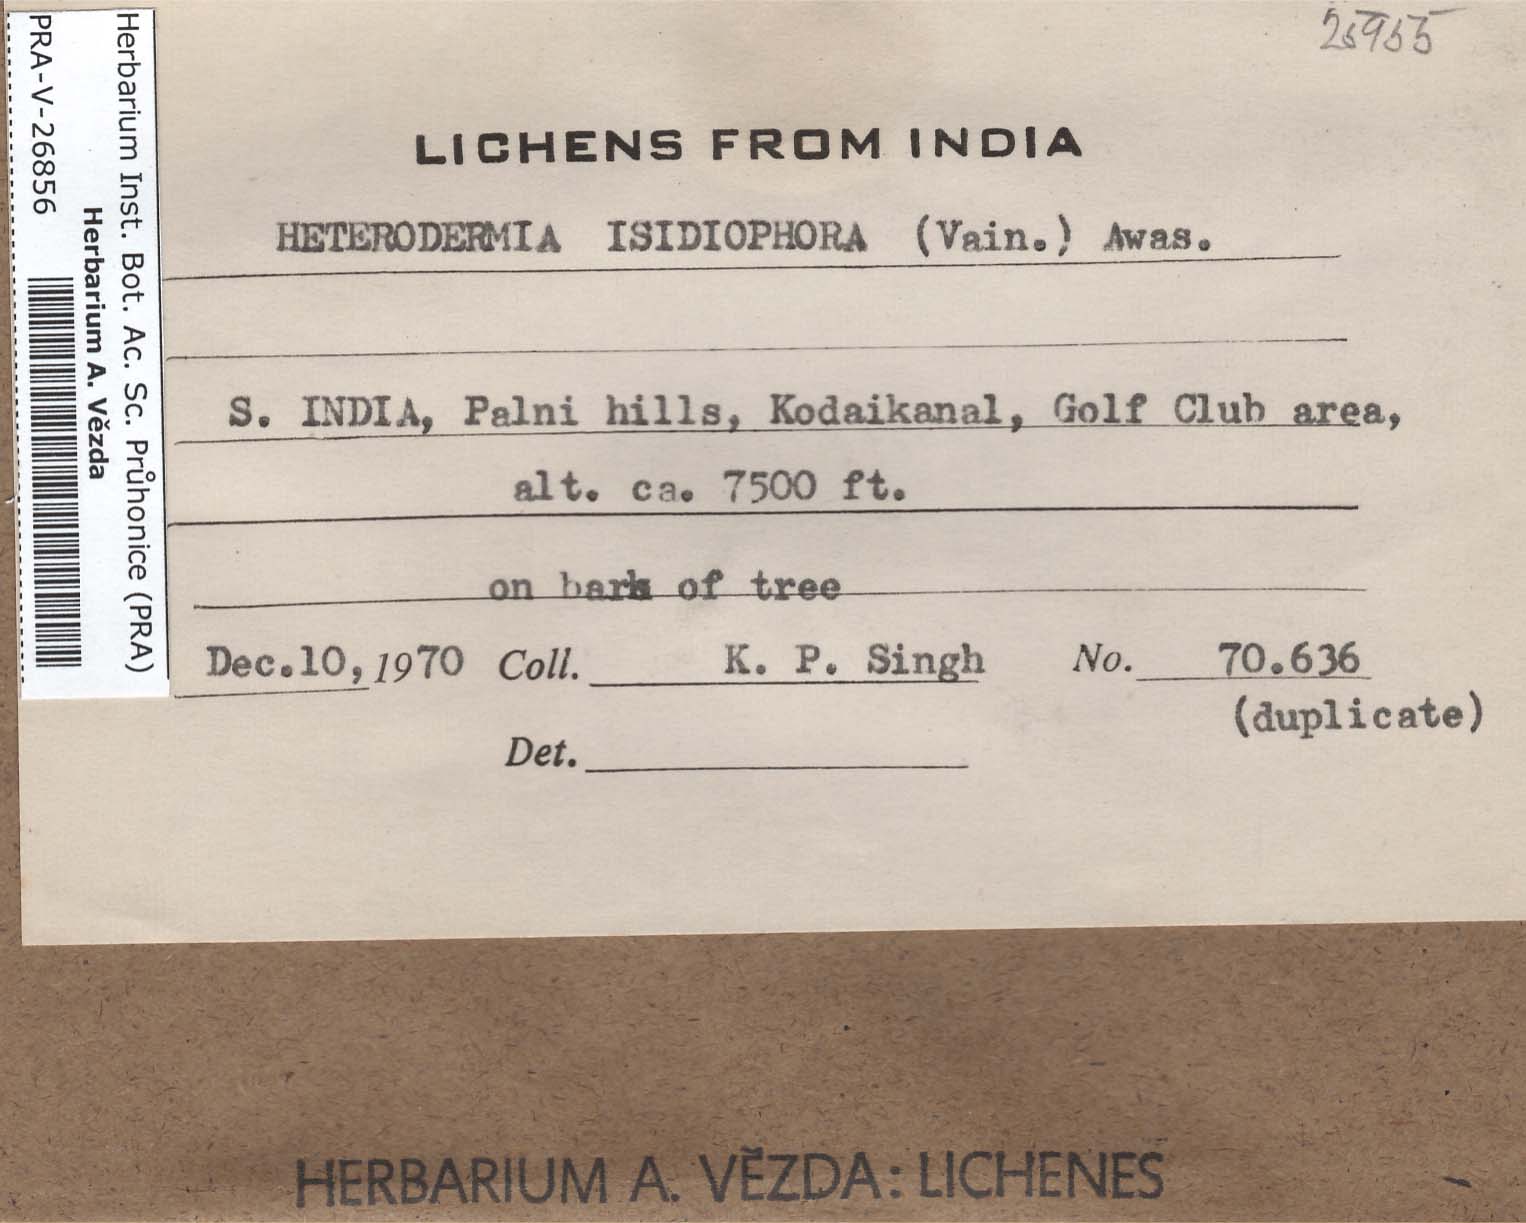 25955
LICHENS FROM INDIA
HETERODERMIA ISIDIOPHORA (Vain.) Awas.
S. INDIA, Palni hills, Kodaikanal, Golf Club area,
alt. ca. 7500 ft.
on bark of tree
Dec.10, 1970 Coll. K. P. Singh No. 70.636
(duplicate)
Det.
Herbarium Inst. Bot. Ac. Sc. Průhonice (PRA)
Herbarium A. Vězda
PRA-V-26856
HERBARIUM A. VĚZDA: LICHENES